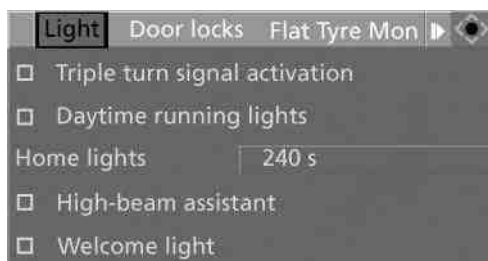 Light Door locks Flat Tyre Mon
Triple turn signal activation
Daytime running lights
Home lights 240 s
High-beam assistant
Welcome light